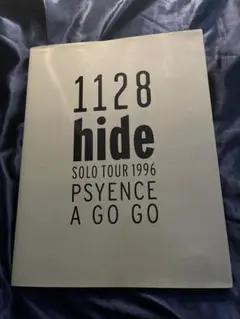 1128
hide
SOLO TOUR 1996
PSYENCE
A GO GO